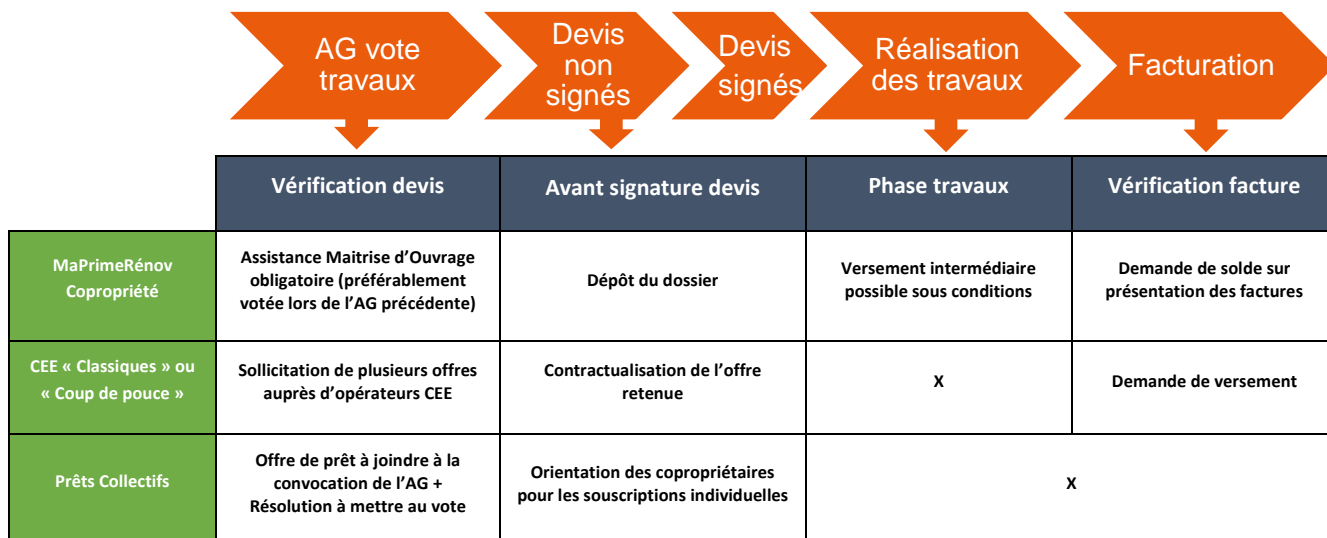 AG vote
travaux
Devis
non
signés
Devis
signés
Réalisation
des travaux
Facturation
Vérification devis
Avant signature devis
Phase travaux
Vérification facture
MaPrimeRénov
Copropriété
Assistance Maitrise d’Ouvrage
obligatoire (préférablement
votée lors de l’AG précédente)
Dépôt du dossier
Versement intermédiaire
possible sous conditions
Demande de solde sur
présentation des factures
CEE « Classiques » ou
« Coup de pouce »
Sollicitation de plusieurs offres
auprès d’opérateurs CEE
Contractualisation de l’offre
retenue
X
Demande de versement
Prêts Collectifs
Offre de prêt à joindre à la
convocation de l’AG +
Résolution à mettre au vote
Orientation des copropriétaires
pour les souscriptions individuelles
X